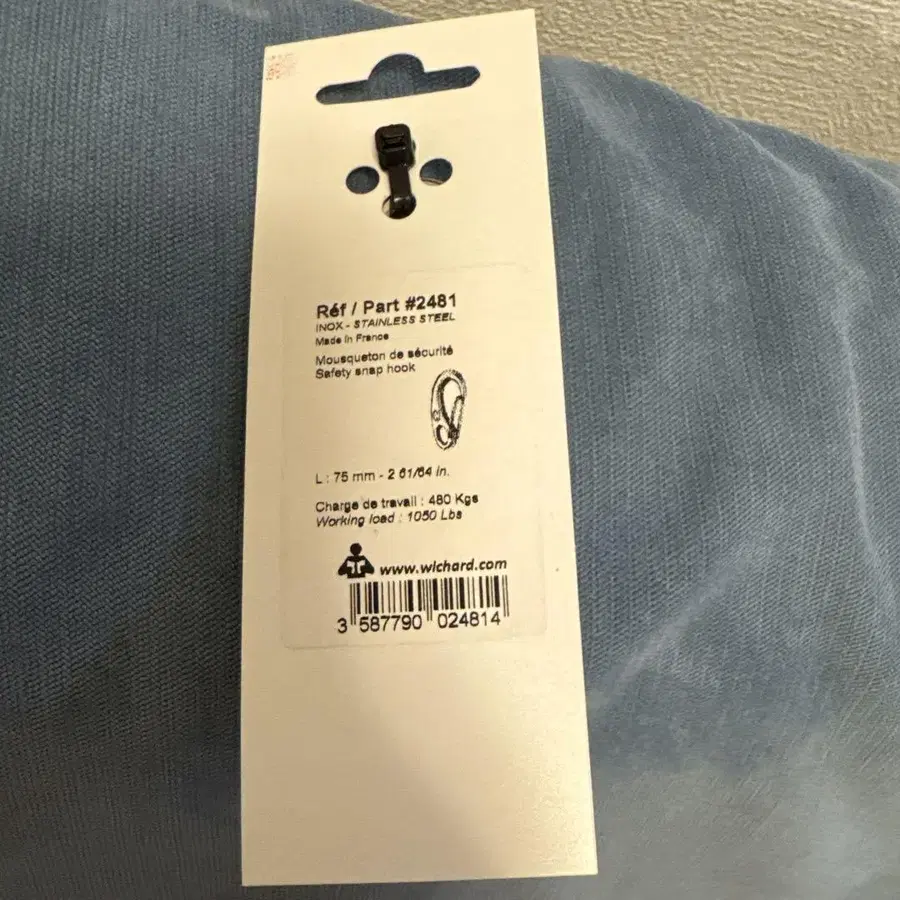 Réf / Part #2481
INOX - STAINLESS STEEL
Made in France
Mousqueton de sécurité
Safety snap hook
L : 75 mm - 2 61/64 in.
Charge de travail : 480 Kgs
Working load : 1050 Lbs
www.wichard.com
3 587790 024814